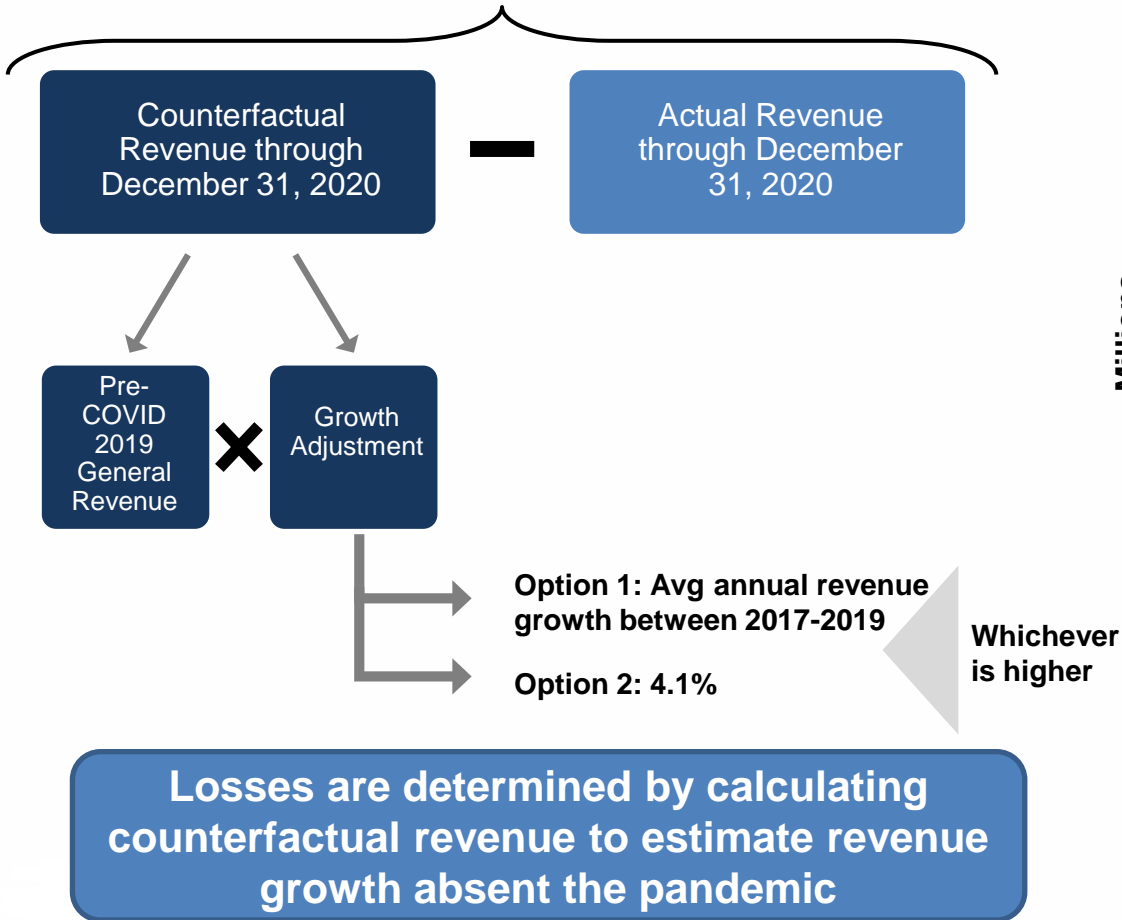 Counterfactual
Revenue through
December 31, 2020
Actual Revenue
through December
31, 2020
Pre-
COVID
2019
General
Revenue
Growth
Adjustment
Option 1: Avg annual revenue
growth between 2017-2019
Option 2: 4.1%
Whichever
is higher
Losses are determined by calculating
counterfactual revenue to estimate revenue
growth absent the pandemic